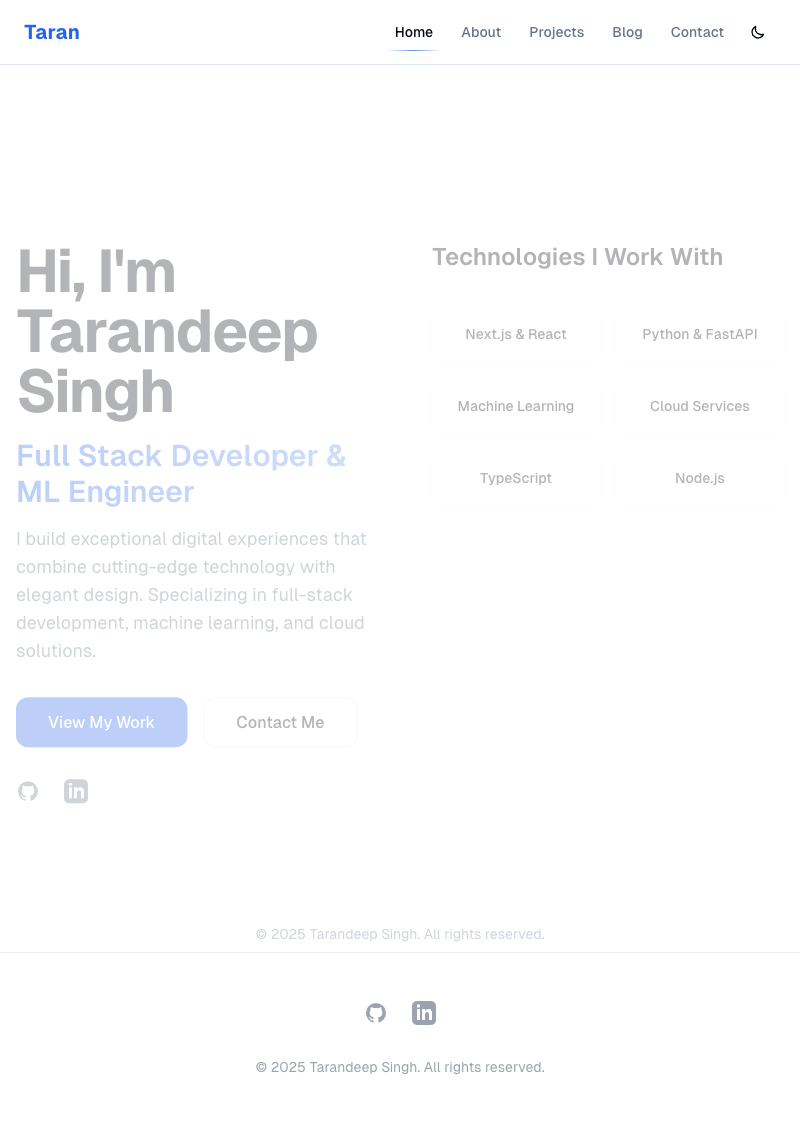 Taran
Home About Projects Blog Contact
Hi, I'm
Tarandeep
Singh
Full Stack Developer &
ML Engineer
I build exceptional digital experiences that
combine cutting-edge technology with
elegant design. Specializing in full-stack
development, machine learning, and cloud
solutions.
View My Work Contact Me
in
Technologies I Work With
Next.js & React Python & FastAPI
Machine Learning Cloud Services
TypeScript Node.js
© 2025 Tarandeep Singh. All rights reserved.
in
© 2025 Tarandeep Singh. All rights reserved.